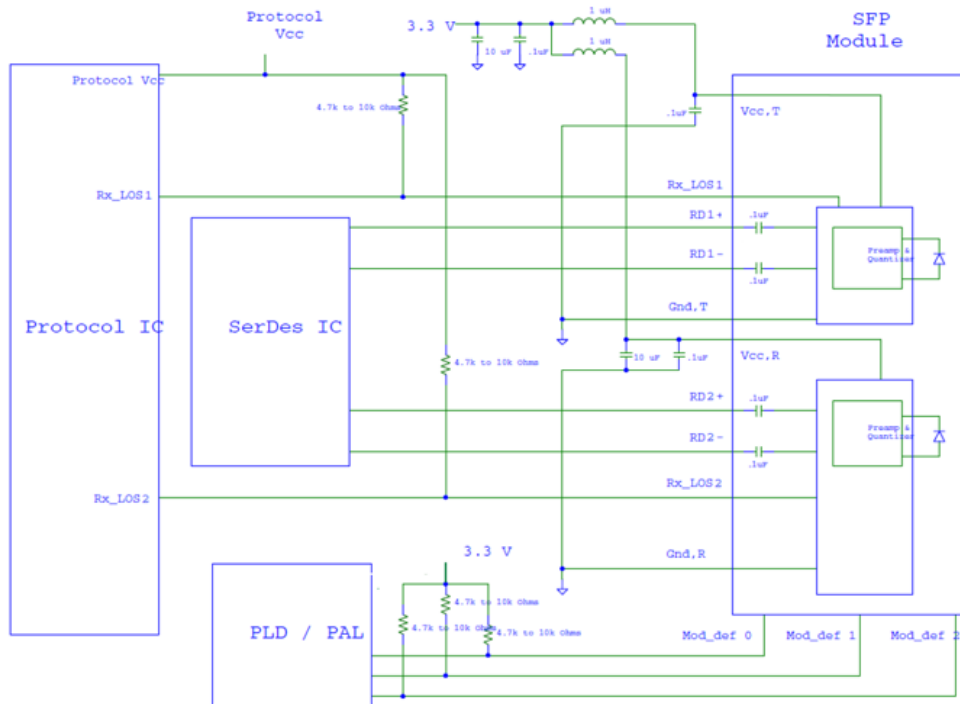 Protocol
Vcc
3.3 V
1 uH
SFP
Module
10 uF
.1uF
1 uH
Protocol Vcc
4.7k to 10k Ohms
.1uF
Vcc,T
Rx_LOS1
Rx_LOS1
RD1+
.1uF
RD1-
.1uF
Preamp &
Quantizer
Gnd,T
Protocol IC
SerDes IC
4.7k to 10k Ohms
10 uF
.1uF
Vcc,R
RD2+
.1uF
RD2-
.1uF
Preamp &
Quantizer
Rx_LOS2
Rx_LOS2
Gnd,R
3.3 V
4.7k to 10k Ohms
4.7k to 10k Ohms
4.7k to 10k Ohms
PLD / PAL
Mod_def 0
Mod_def 1
Mod_def 2